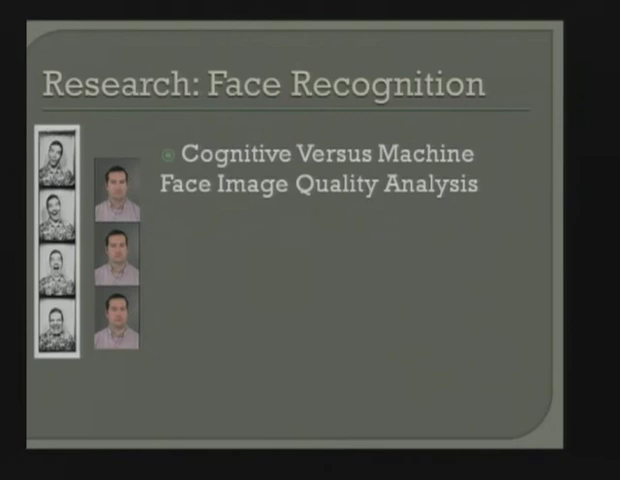 Research: Face Recognition
Cognitive Versus Machine
Face Image Quality Analysis